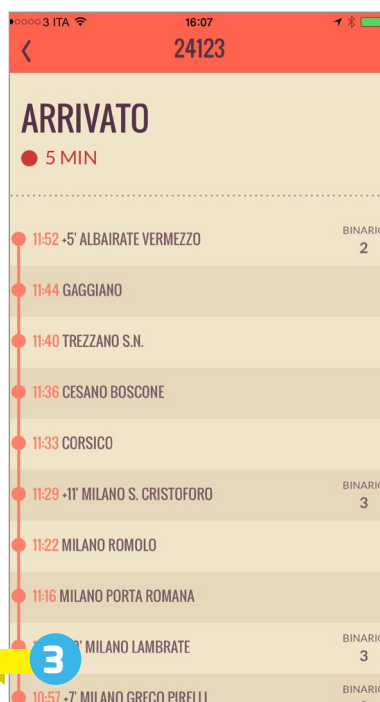 3 ITA 16:07
24123
ARRIVATO
5 MIN
11:52 +5' ALBAIRATE VERMEZZO BINARIO 2
11:44 GAGGIANO
11:40 TREZZANO S.N.
11:36 CESANO BOSCONE
11:33 CORSICO
11:29 +11' MILANO S. CRISTOFORO BINARIO 3
11:22 MILANO ROMOLO
11:16 MILANO PORTA ROMANA
MILANO LAMBRATE BINARIO 3
3
10:57 +7' MILANO GRECO PIRELLI BINARIO